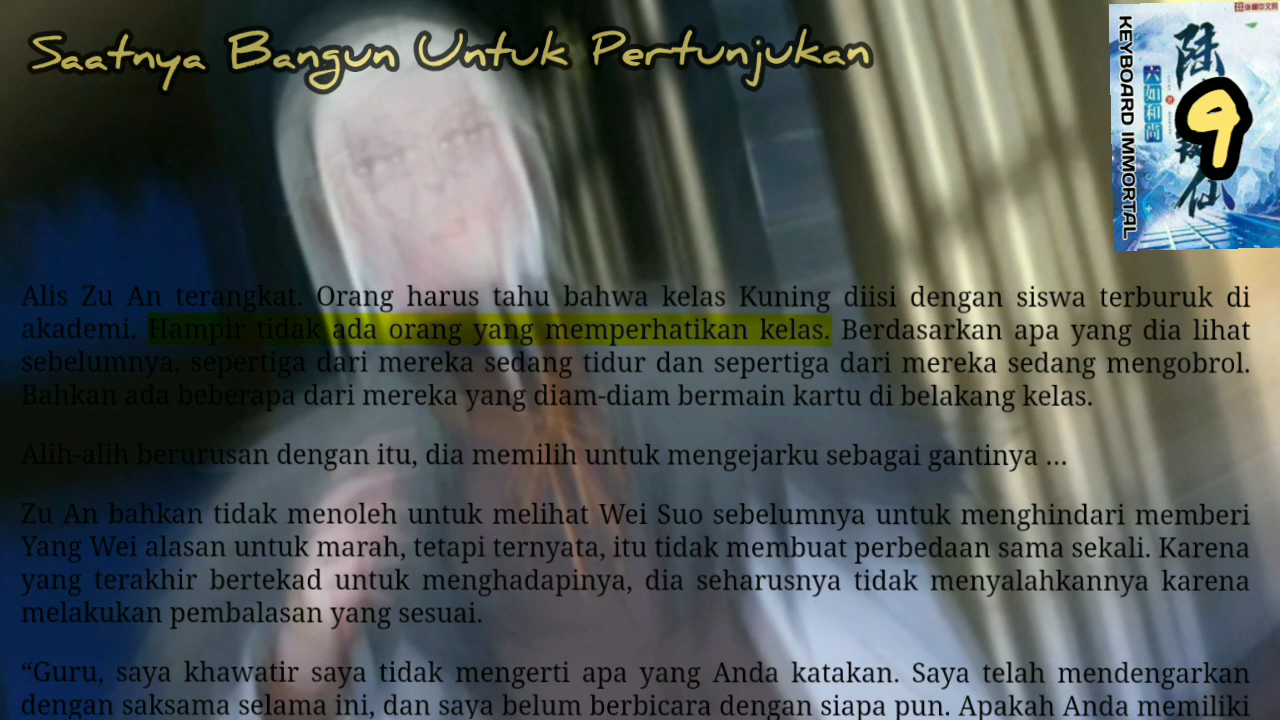 Saatnya Bangun Untuk Pertunjukan
KEYBOARD IMMORTAL
陆
六如和尚
仙
9
Alis Zu An terangkat. Orang harus tahu bahwa kelas Kuning diisi dengan siswa terburuk di
akademi. Hampir tidak ada orang yang memperhatikan kelas. Berdasarkan apa yang dia lihat
sebelumnya, sepertiga dari mereka sedang tidur dan sepertiga dari mereka sedang mengobrol.
Bahkan ada beberapa dari mereka yang diam-diam bermain kartu di belakang kelas.
Alih-alih berurusan dengan itu, dia memilih untuk mengejarku sebagai gantinya ...
Zu An bahkan tidak menoleh untuk melihat Wei Suo sebelumnya untuk menghindari memberi
Yang Wei alasan untuk marah, tetapi ternyata, itu tidak membuat perbedaan sama sekali. Karena
yang terakhir bertekad untuk menghadapinya, dia seharusnya tidak menyalahkannya karena
melakukan pembalasan yang sesuai.
“Guru, saya khawatir saya tidak mengerti apa yang Anda katakan. Saya telah mendengarkan
dengan saksama selama ini, dan saya belum berbicara dengan siapa pun. Apakah Anda memiliki